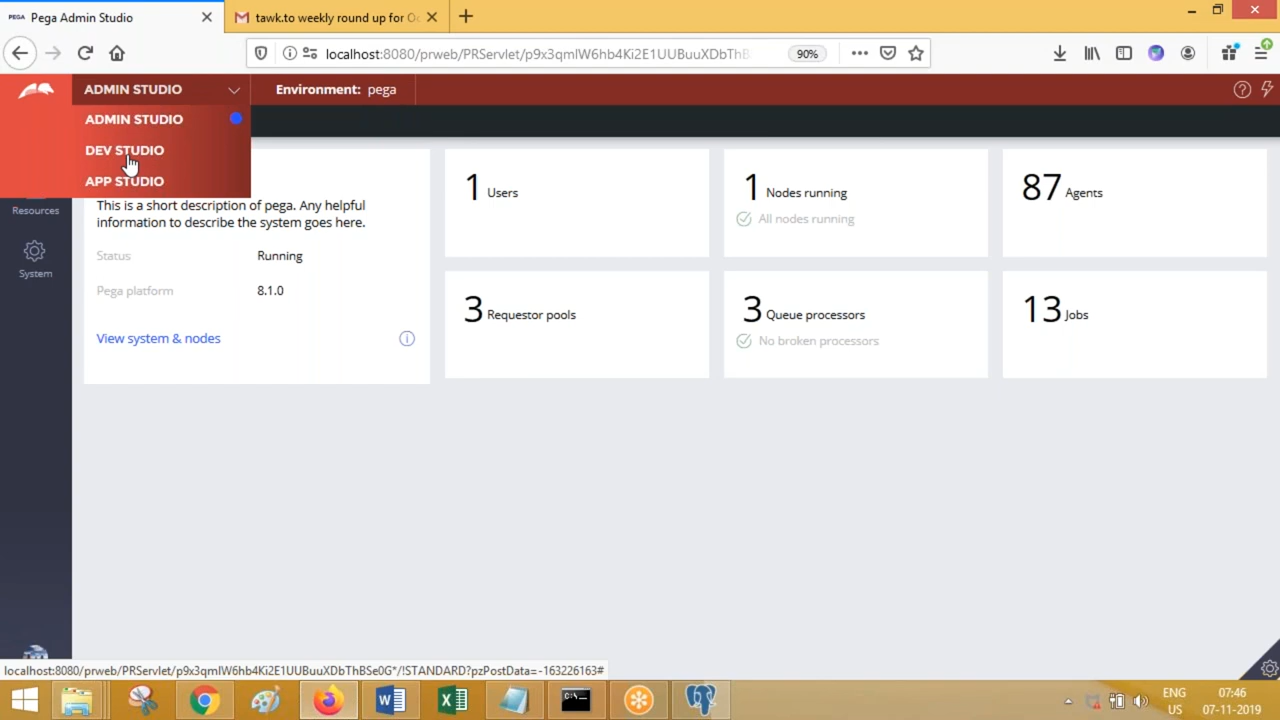 PEGA Pega Admin Studio
tawk.to weekly round up for Oc
localhost:8080/prweb/PRServlet/p9x3qmlW6hb4Ki2E1UUBuuXDbThB
90%
ADMIN STUDIO
Environment: pega
ADMIN STUDIO
DEV STUDIO
APP STUDIO
Resources
System
This is a short description of pega. Any helpful
information to describe the system goes here.
Status Running
Pega platform 8.1.0
View system & nodes
1 Users
1 Nodes running
All nodes running
87 Agents
3 Requestor pools
3 Queue processors
No broken processors
13 Jobs
localhost:8080/prweb/PRServlet/p9x3qmlW6hb4Ki2E1UUBuuXDbThBSe0G*/!STANDARD?pzPostData=-163226163#
ENG
US
07:46
07-11-2019